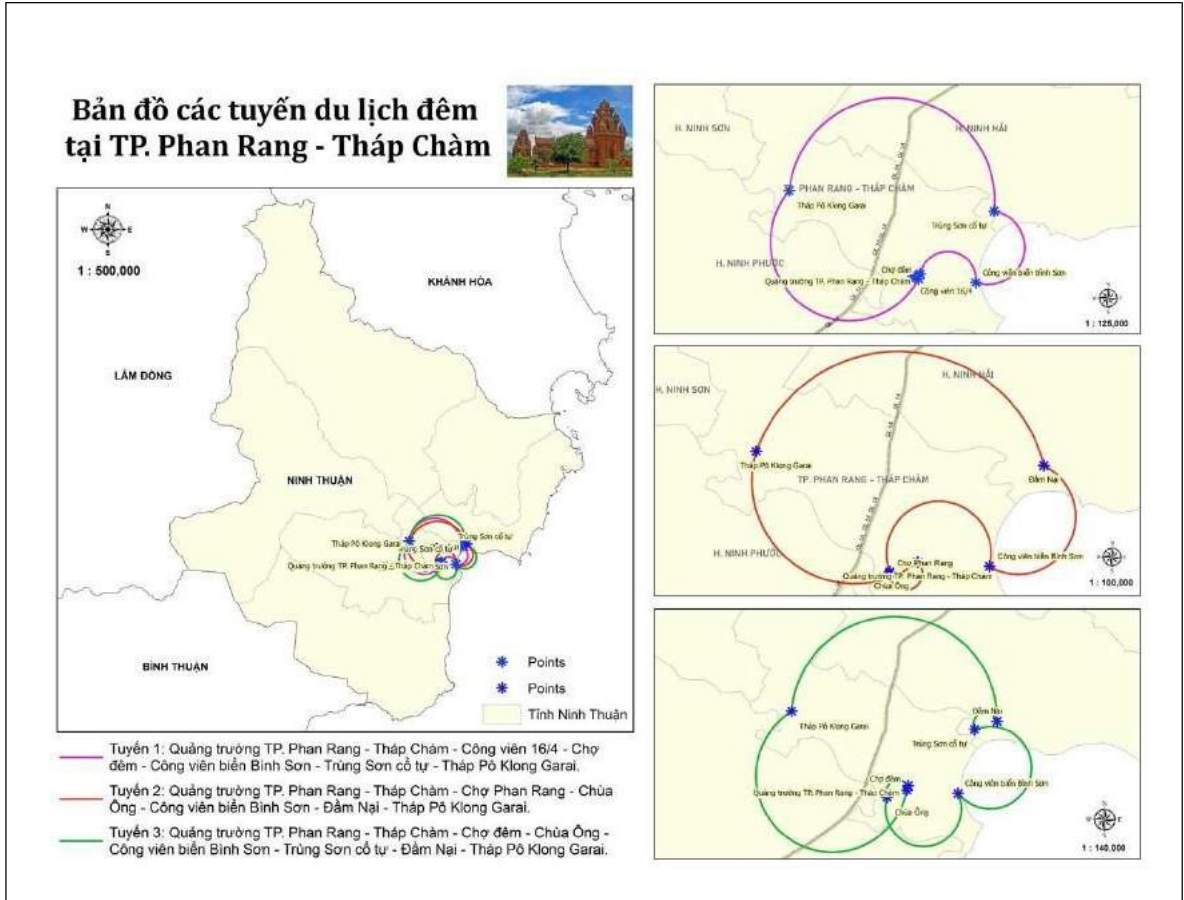 Bản đồ các tuyến du lịch đêm
tại TP. Phan Rang - Tháp Chàm
N
W
E
S
1 : 500,000
KHÁNH HÒA
LÂM ĐỒNG
NINH THUẬN
Tháp Pô Klong Garai
Trùng Sơn cổ tự
Trùng Sơn cổ tự
Quảng trường TP. Phan Rang - Tháp Chàm
BÌNH THUẬN
Points
Points
Tỉnh Ninh Thuận
Tuyến 1: Quảng trường TP. Phan Rang - Tháp Chàm - Công viên 16/4 - Chợ
đêm - Công viên biển Bình Sơn - Trùng Sơn cổ tự - Tháp Pô Klong Garai.
Tuyến 2: Quảng trường TP. Phan Rang - Tháp Chàm - Chợ Phan Rang - Chùa
Ông - Công viên biển Bình Sơn - Đầm Nại - Tháp Pô Klong Garai.
Tuyến 3: Quảng trường TP. Phan Rang - Tháp Chàm - Chợ đêm - Chùa Ông -
Công viên biển Bình Sơn - Trùng Sơn cổ tự - Đầm Nại - Tháp Pô Klong Garai.
H. NINH SƠN
H. NINH HẢI
PHAN RANG - THÁP CHÀM
Tháp Pô Klong Garai
Trùng Sơn cổ tự
H. NINH PHƯỚC
Chợ đêm
Công viên biển Bình Sơn
Quảng trường TP. Phan Rang - Tháp Chàm
Công viên 16/4
1 : 125,000
H. NINH SƠN
H. NINH HẢI
Tháp Pô Klong Garai
TP. PHAN RANG - THÁP CHÀM
Đầm Nại
H. NINH PHƯỚC
Chợ Phan Rang
Công viên biển Bình Sơn
Quảng trường TP. Phan Rang - Tháp Chàm
Chùa Ông
1 : 100,000
Đầm Nại
Tháp Pô Klong Garai
Trùng Sơn cổ tự
Chợ đêm
Công viên biển Bình Sơn
Quảng trường TP. Phan Rang - Tháp Chàm
Chùa Ông
1 : 140,000